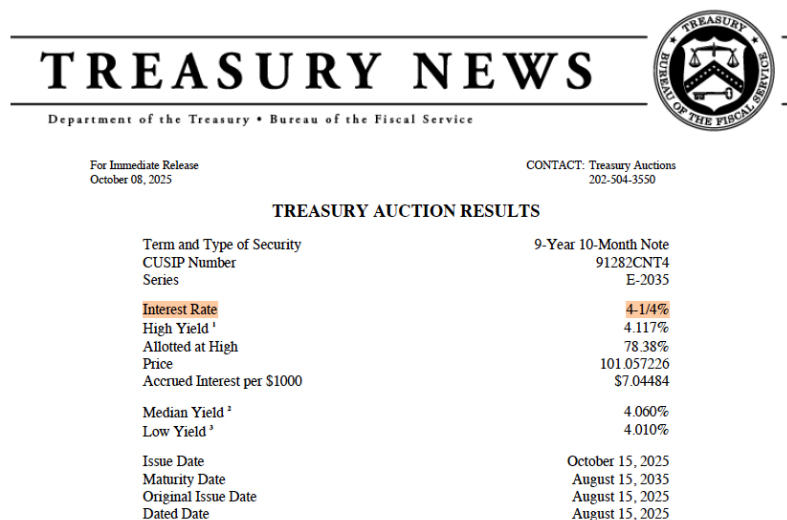 TREASURY NEWS
Department of the Treasury • Bureau of the Fiscal Service
TREASURY
BUREAU OF THE FISCAL SERVICE
For Immediate Release
October 08, 2025
CONTACT: Treasury Auctions
202-504-3550
TREASURY AUCTION RESULTS
Term and Type of Security 9-Year 10-Month Note
CUSIP Number 91282CNT4
Series E-2035
Interest Rate 4-1/4%
High Yield ¹ 4.117%
Allotted at High 78.38%
Price 101.057226
Accrued Interest per $1000 $7.04484
Median Yield ² 4.060%
Low Yield ³ 4.010%
Issue Date October 15, 2025
Maturity Date August 15, 2035
Original Issue Date August 15, 2025
Dated Date August 15, 2025